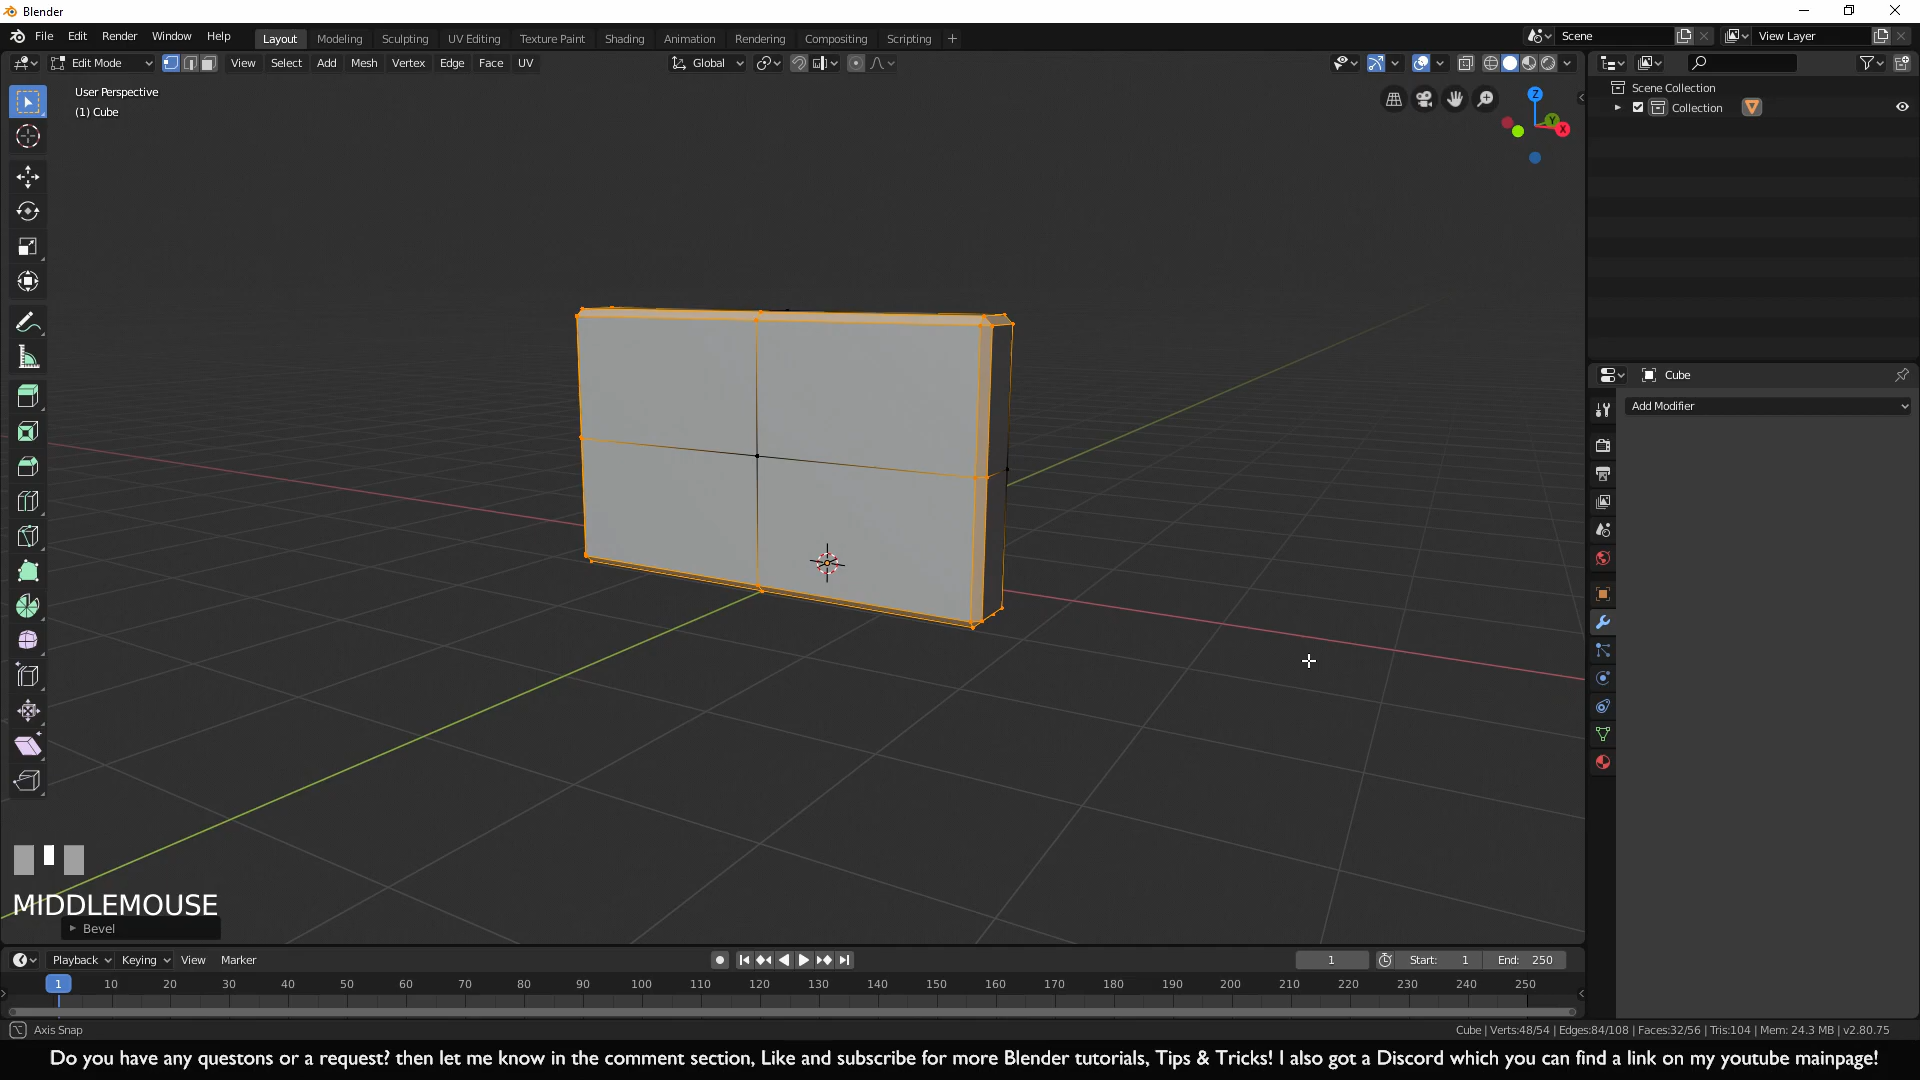 Blender
File Edit Render Window Help
Layout Modeling Sculpting UV Editing Texture Paint Shading Animation Rendering Compositing Scripting +
Scene
View Layer
Edit Mode
View Select Add Mesh Vertex Edge Face UV
Global
User Perspective
(1) Cube
Z
Y
X
Scene Collection
Collection
Cube
Add Modifier
MIDDLEMOUSE
Bevel
Playback Keying View Marker
1
Start: 1
End: 250
1 10 20 30 40 50 60 70 80 90 100 110 120 130 140 150 160 170 180 190 200 210 220 230 240 250
Axis Snap
Cube | Verts:48/54 | Edges:84/108 | Faces:32/56 | Tris:104 | Mem: 24.3 MB | v2.80.75
Do you have any questons or a request? then let me know in the comment section, Like and subscribe for more Blender tutorials, Tips & Tricks! I also got a Discord which you can find a link on my youtube mainpage!